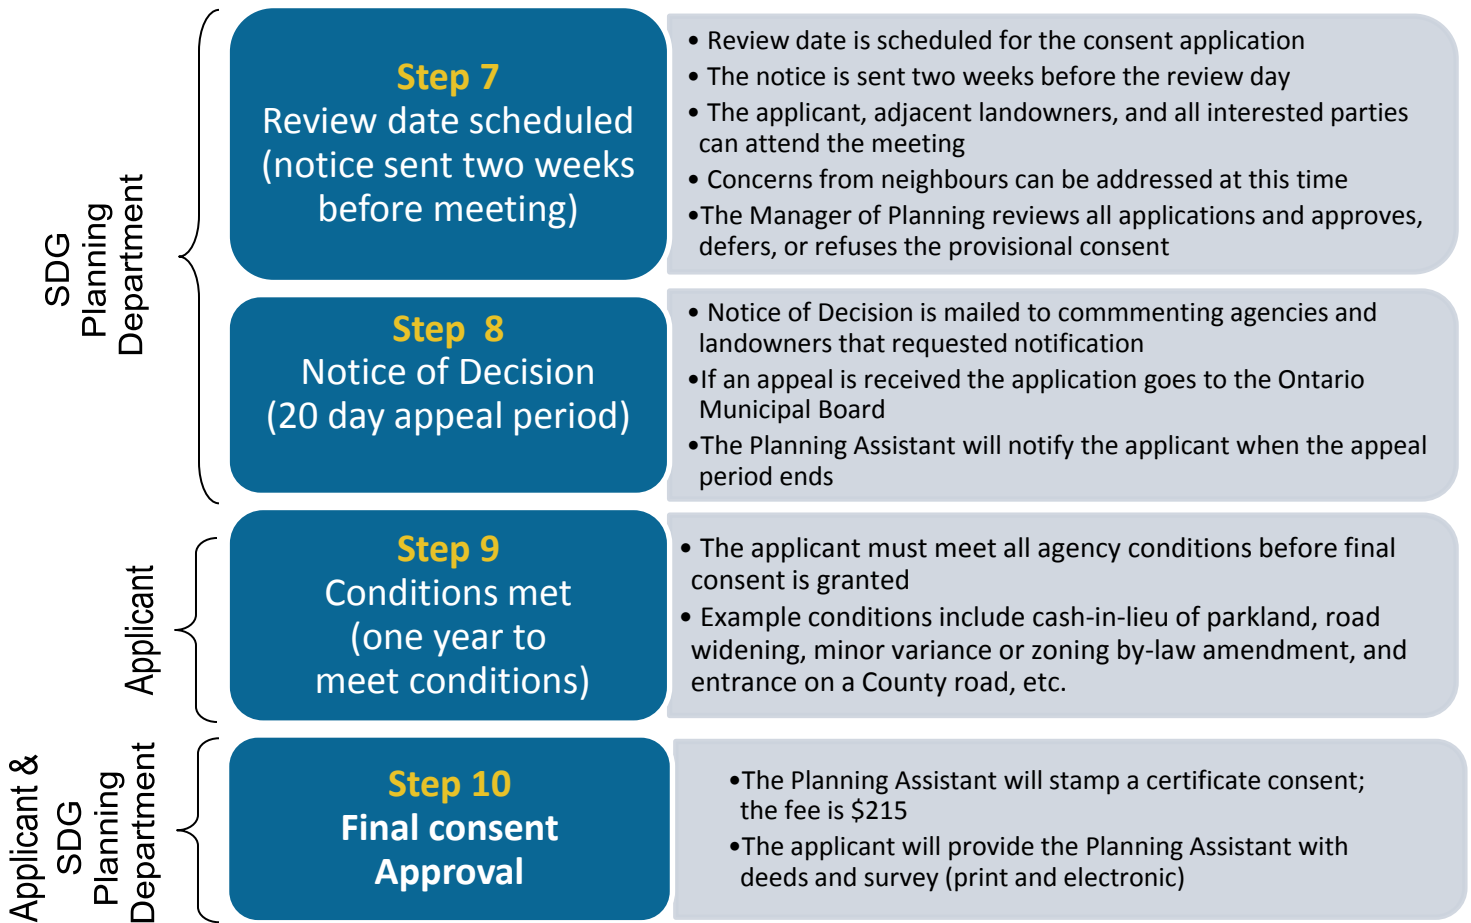 SDG
Planning
Department
Step 7
Review date scheduled
(notice sent two weeks
before meeting)
• Review date is scheduled for the consent application
• The notice is sent two weeks before the review day
• The applicant, adjacent landowners, and all interested parties
can attend the meeting
• Concerns from neighbours can be addressed at this time
•The Manager of Planning reviews all applications and approves,
defers, or refuses the provisional consent
Step 8
Notice of Decision
(20 day appeal period)
• Notice of Decision is mailed to commmenting agencies and
landowners that requested notification
•If an appeal is received the application goes to the Ontario
Municipal Board
•The Planning Assistant will notify the applicant when the appeal
period ends
Applicant
Step 9
Conditions met
(one year to
meet conditions)
• The applicant must meet all agency conditions before final
consent is granted
• Example conditions include cash-in-lieu of parkland, road
widening, minor variance or zoning by-law amendment, and
entrance on a County road, etc.
Applicant &
SDG
Planning
Department
Step 10
Final consent
Approval
•The Planning Assistant will stamp a certificate consent;
the fee is $215
•The applicant will provide the Planning Assistant with
deeds and survey (print and electronic)